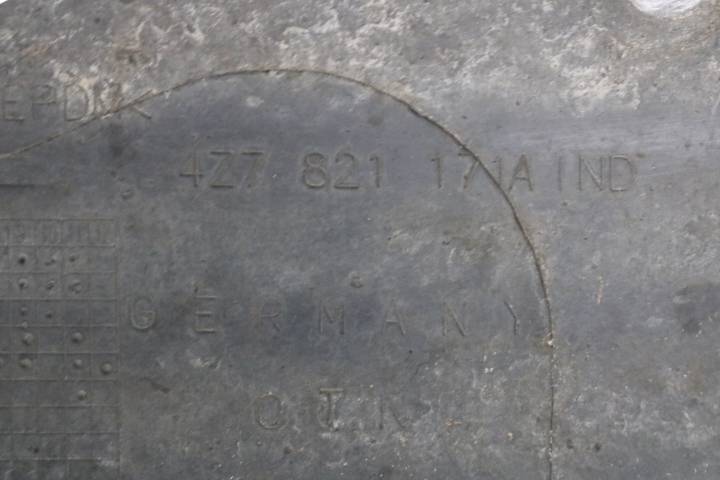 EPDM<
4Z7 821 171A IND
GERMANY